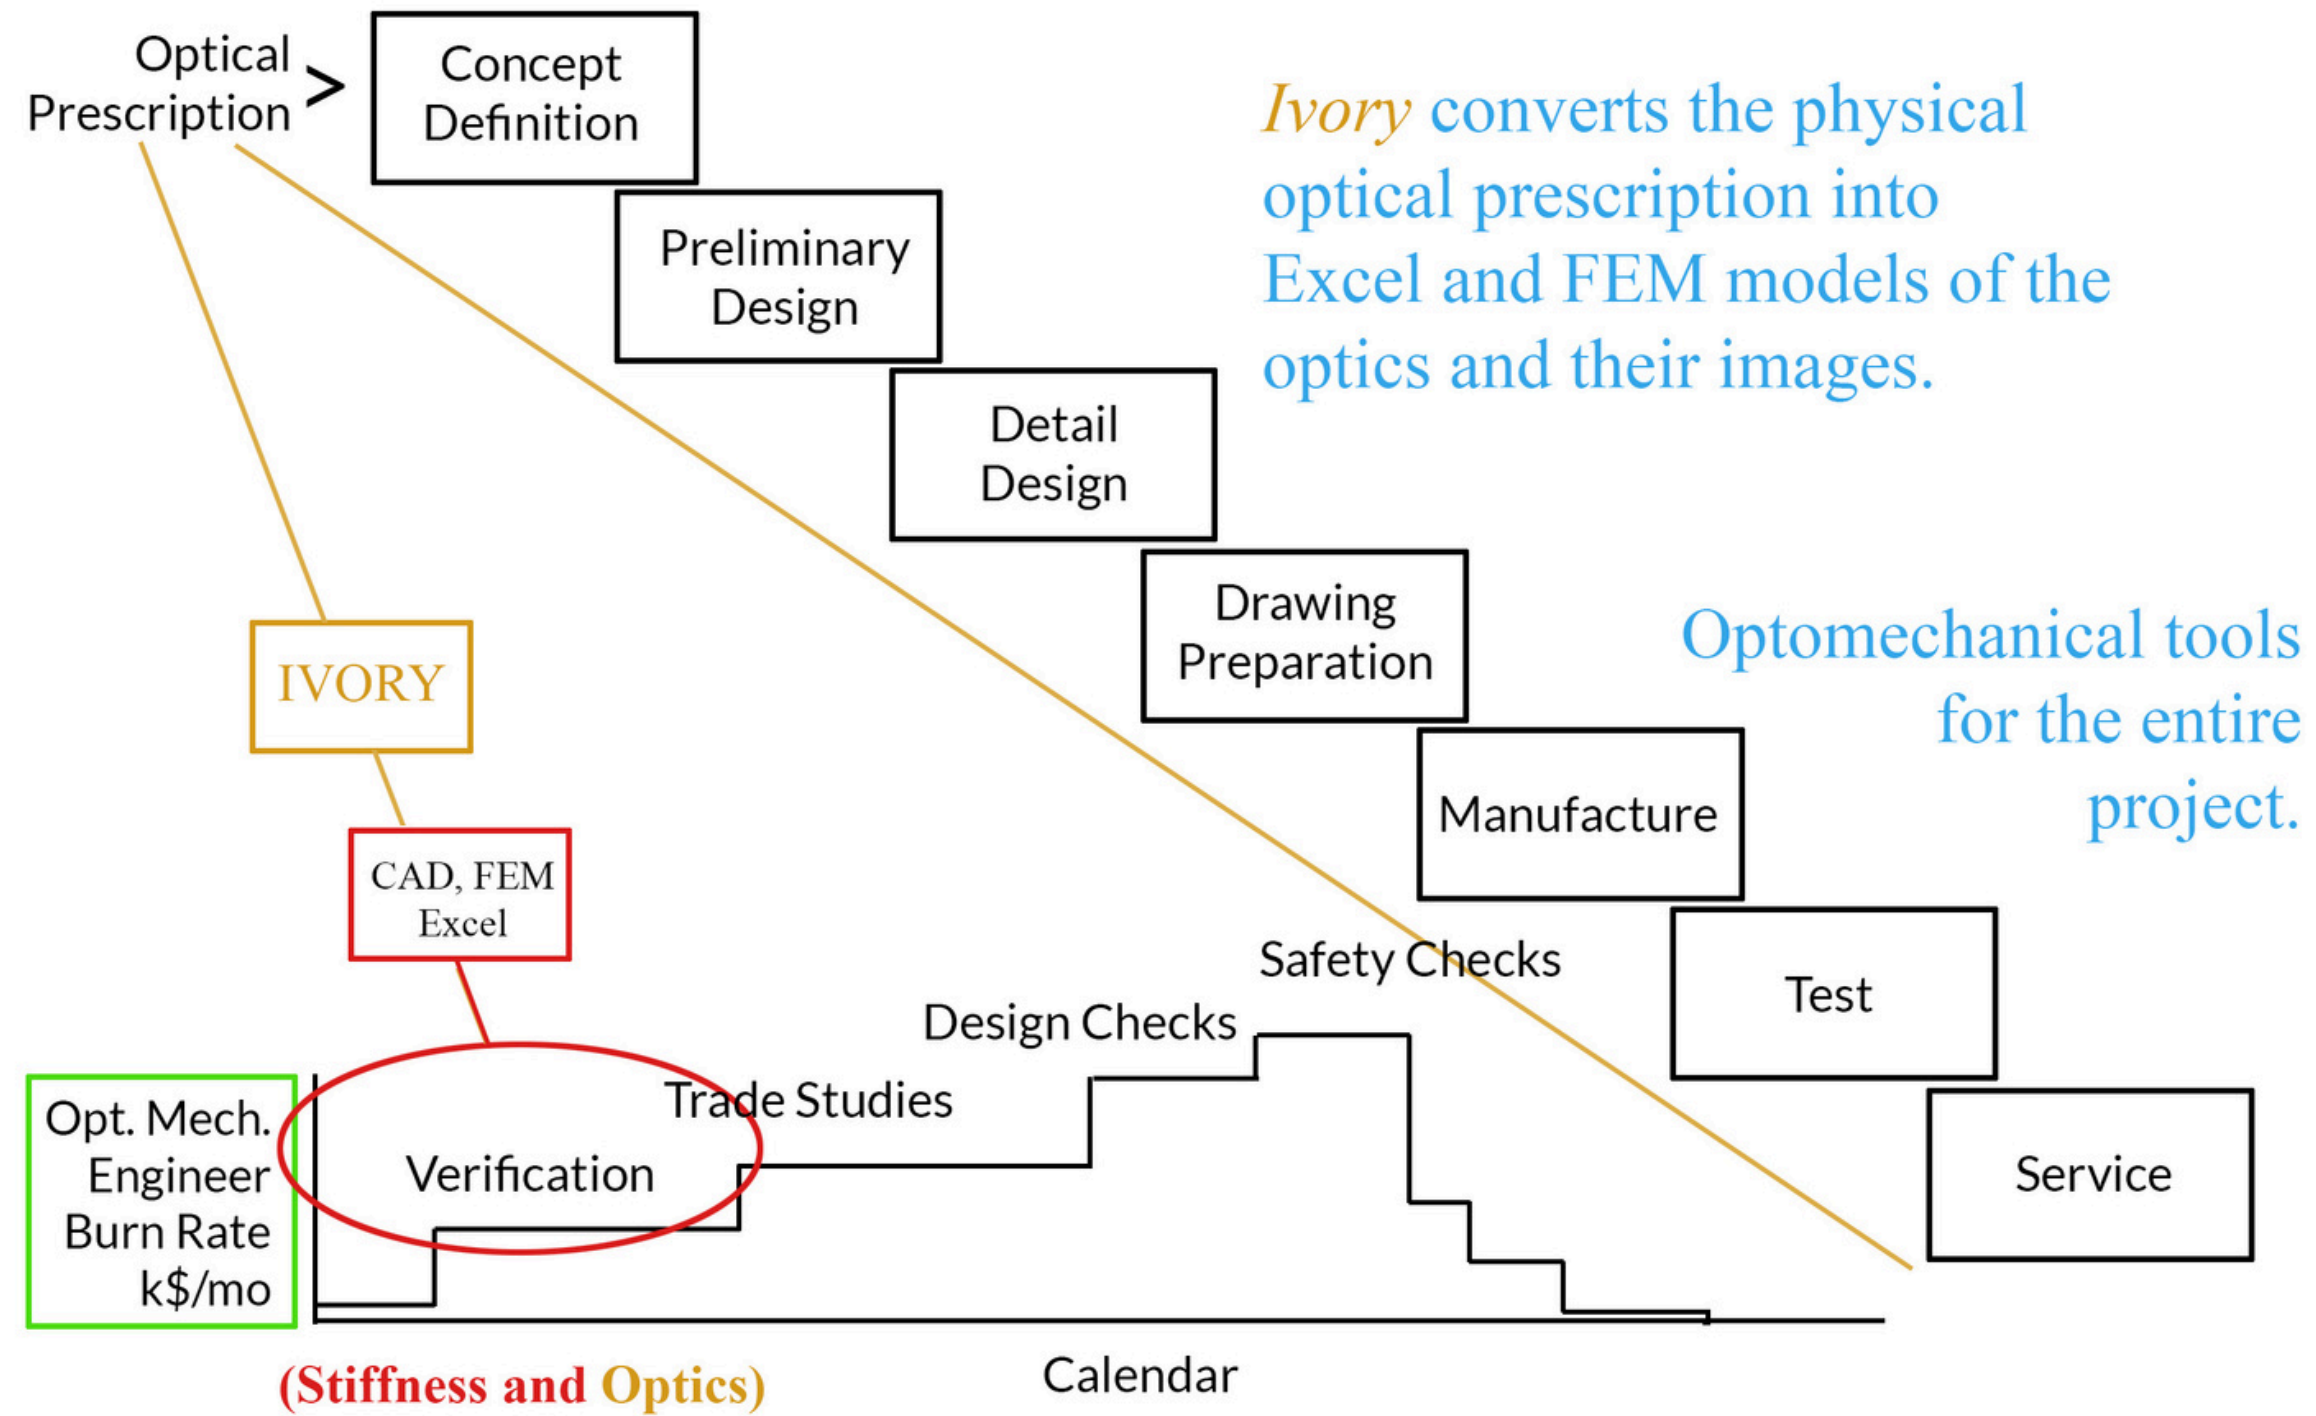 Optical
Prescription >
Concept
Definition
Ivory converts the physical
optical prescription into
Excel and FEM models of the
optics and their images.
Preliminary
Design
Detail
Design
Drawing
Preparation
Optomechanical tools
for the entire
project.
IVORY
Manufacture
CAD, FEM
Excel
Safety Checks
Test
Design Checks
Trade Studies
Verification
Opt. Mech.
Engineer
Burn Rate
k$/mo
Service
(Stiffness and Optics)
Calendar